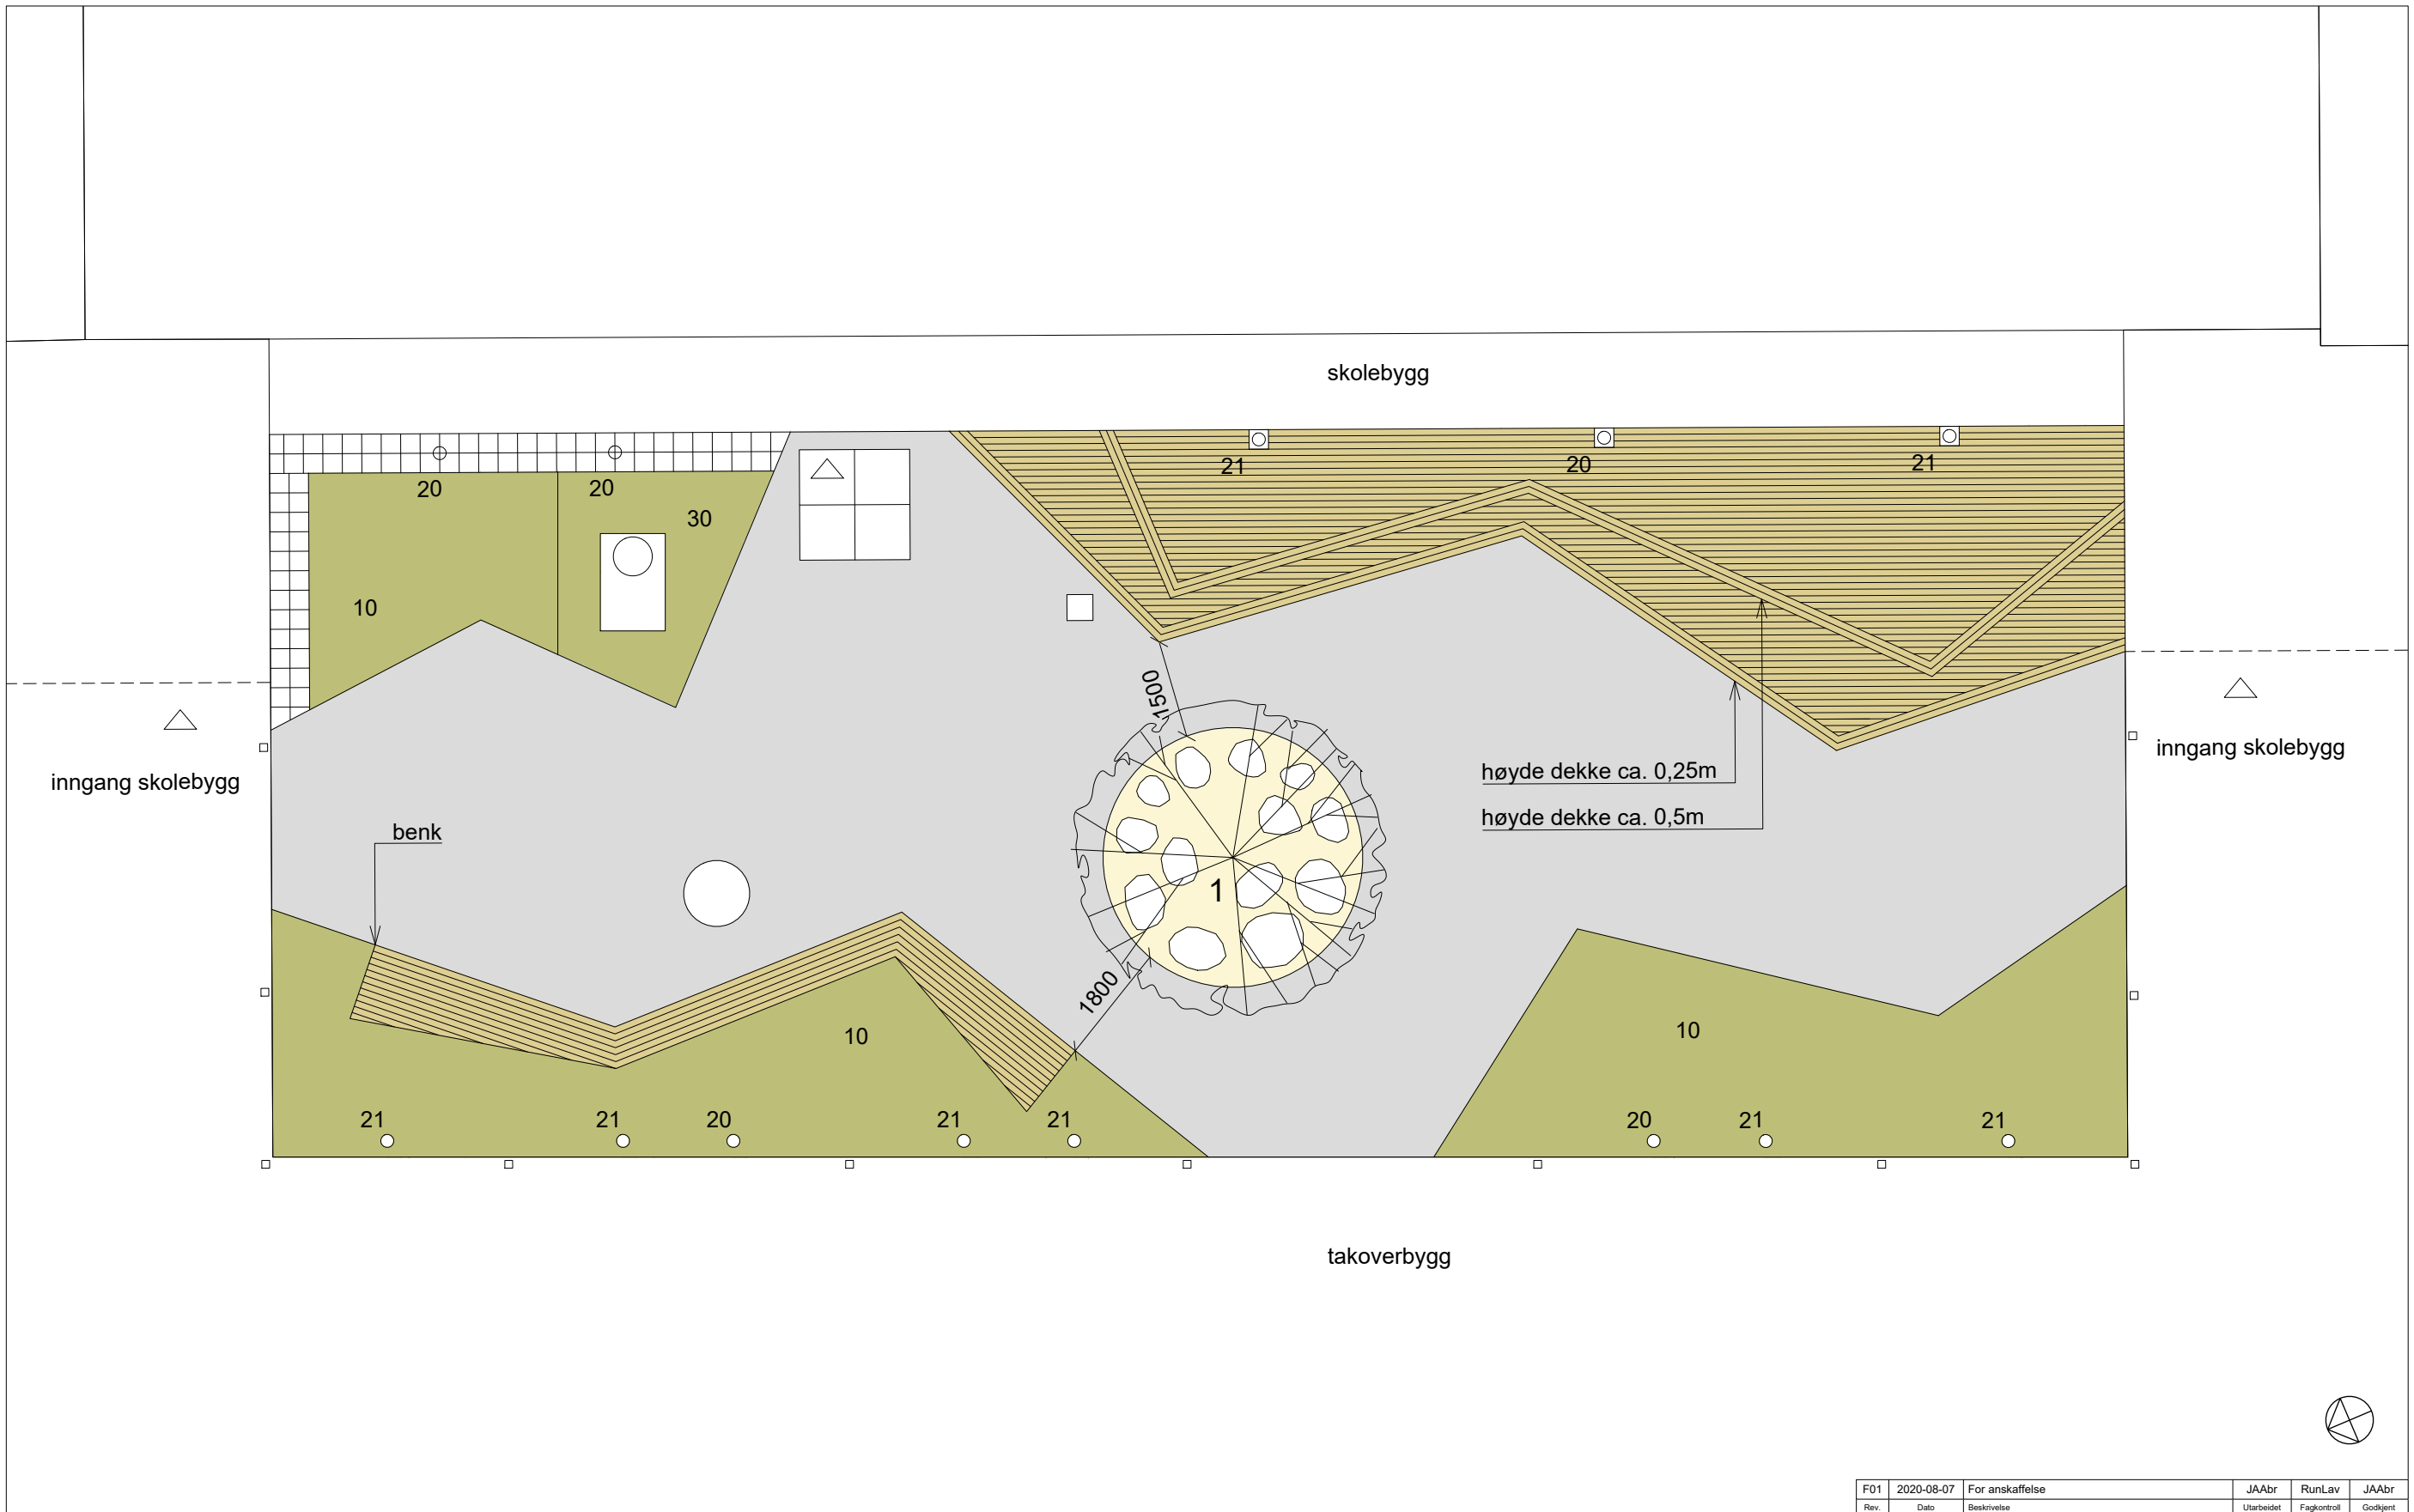 skolebygg
21
20
21
20
20
30
10
1500
inngang skolebygg
inngang skolebygg
høyde dekke ca. 0,25m
høyde dekke ca. 0,5m
benk
1
1800
10
10
21
21
20
21
21
20
21
21
takoverbygg
F01 2020-08-07 For anskaffelse JAAbr RunLav JAAbr
Rev. Dato Beskrivelse Utarbeidet Fagkontroll Godkjent